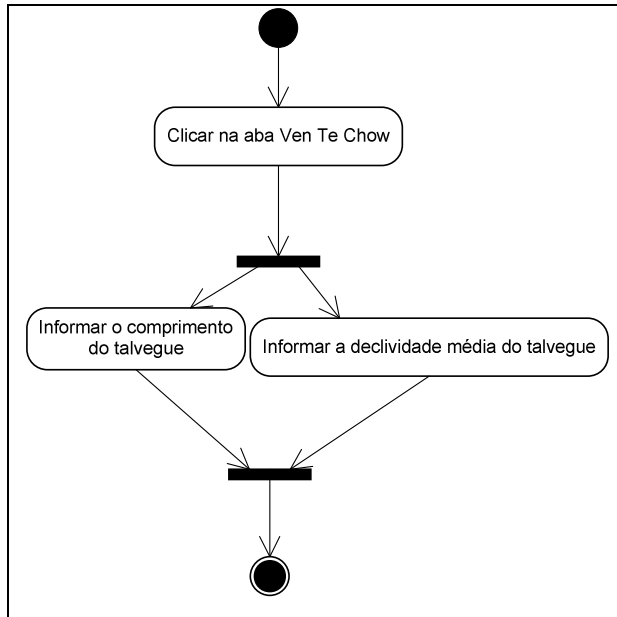 Clicar na aba Ven Te Chow
Informar o comprimento
do talvegue
Informar a declividade média do talvegue